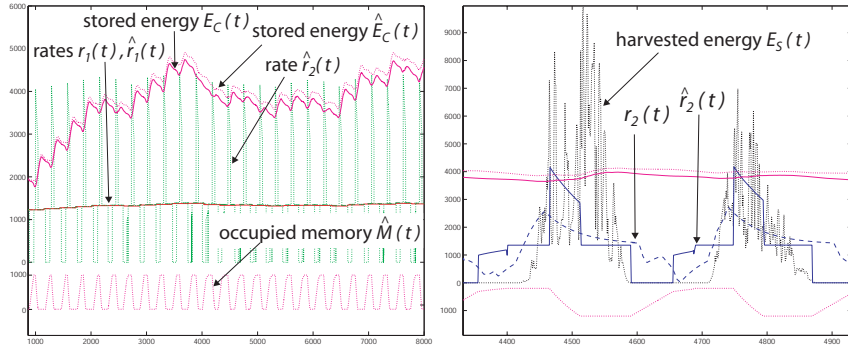 stored energy E_C(t)
stored energy Ê_C(t)
rates r_1(t), r̂_1(t)
rate r̂_2(t)
occupied memory M̂(t)
6000
5000
4000
3000
2000
1000
0
1000
0
1000 2000 3000 4000 5000 6000 7000 8000
harvested energy E_S(t)
r_2(t)
r̂_2(t)
9000
8000
7000
6000
5000
4000
3000
2000
1000
0
1000
4400 4500 4600 4700 4800 4900